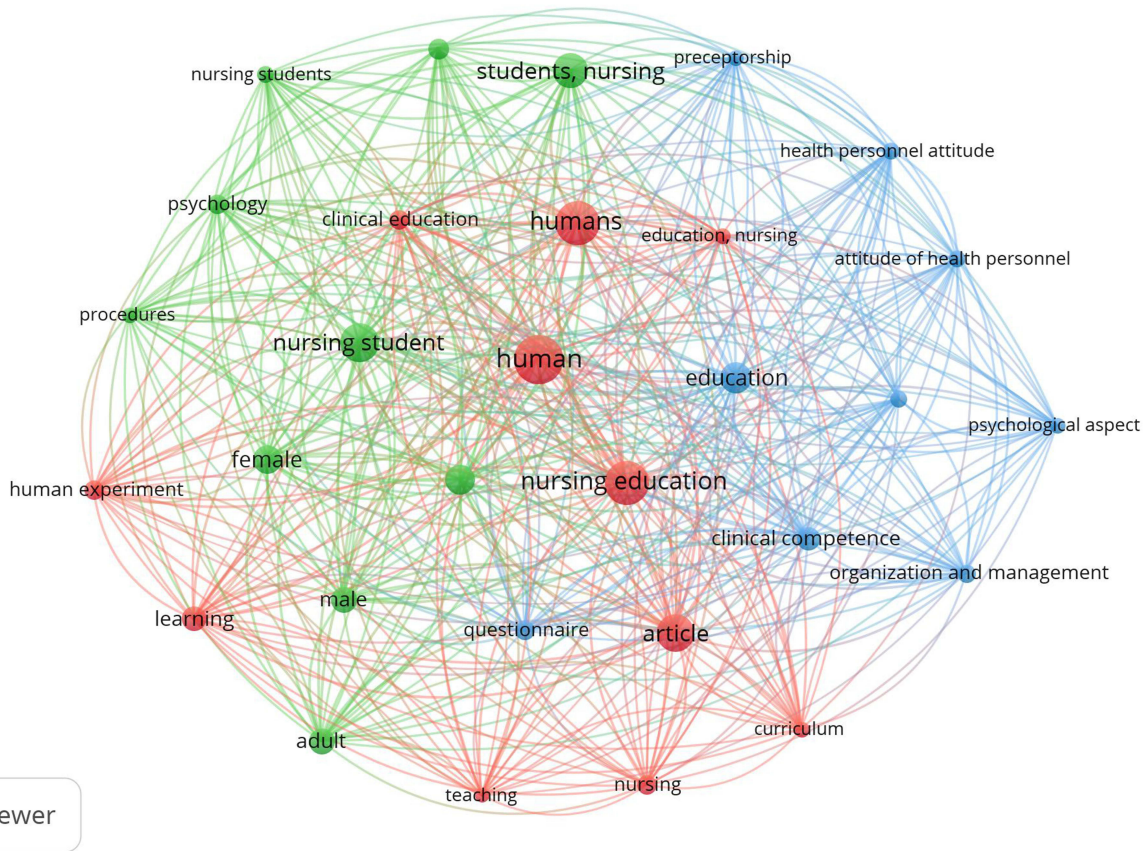 preceptorship
students, nursing
nursing students
health personnel attitude
psychology
clinical education
humans
education, nursing
attitude of health personnel
procedures
nursing student
human
education
psychological aspect
female
nursing education
human experiment
clinical competence
organization and management
male
learning
questionnaire
article
curriculum
adult
nursing
teaching
ewer